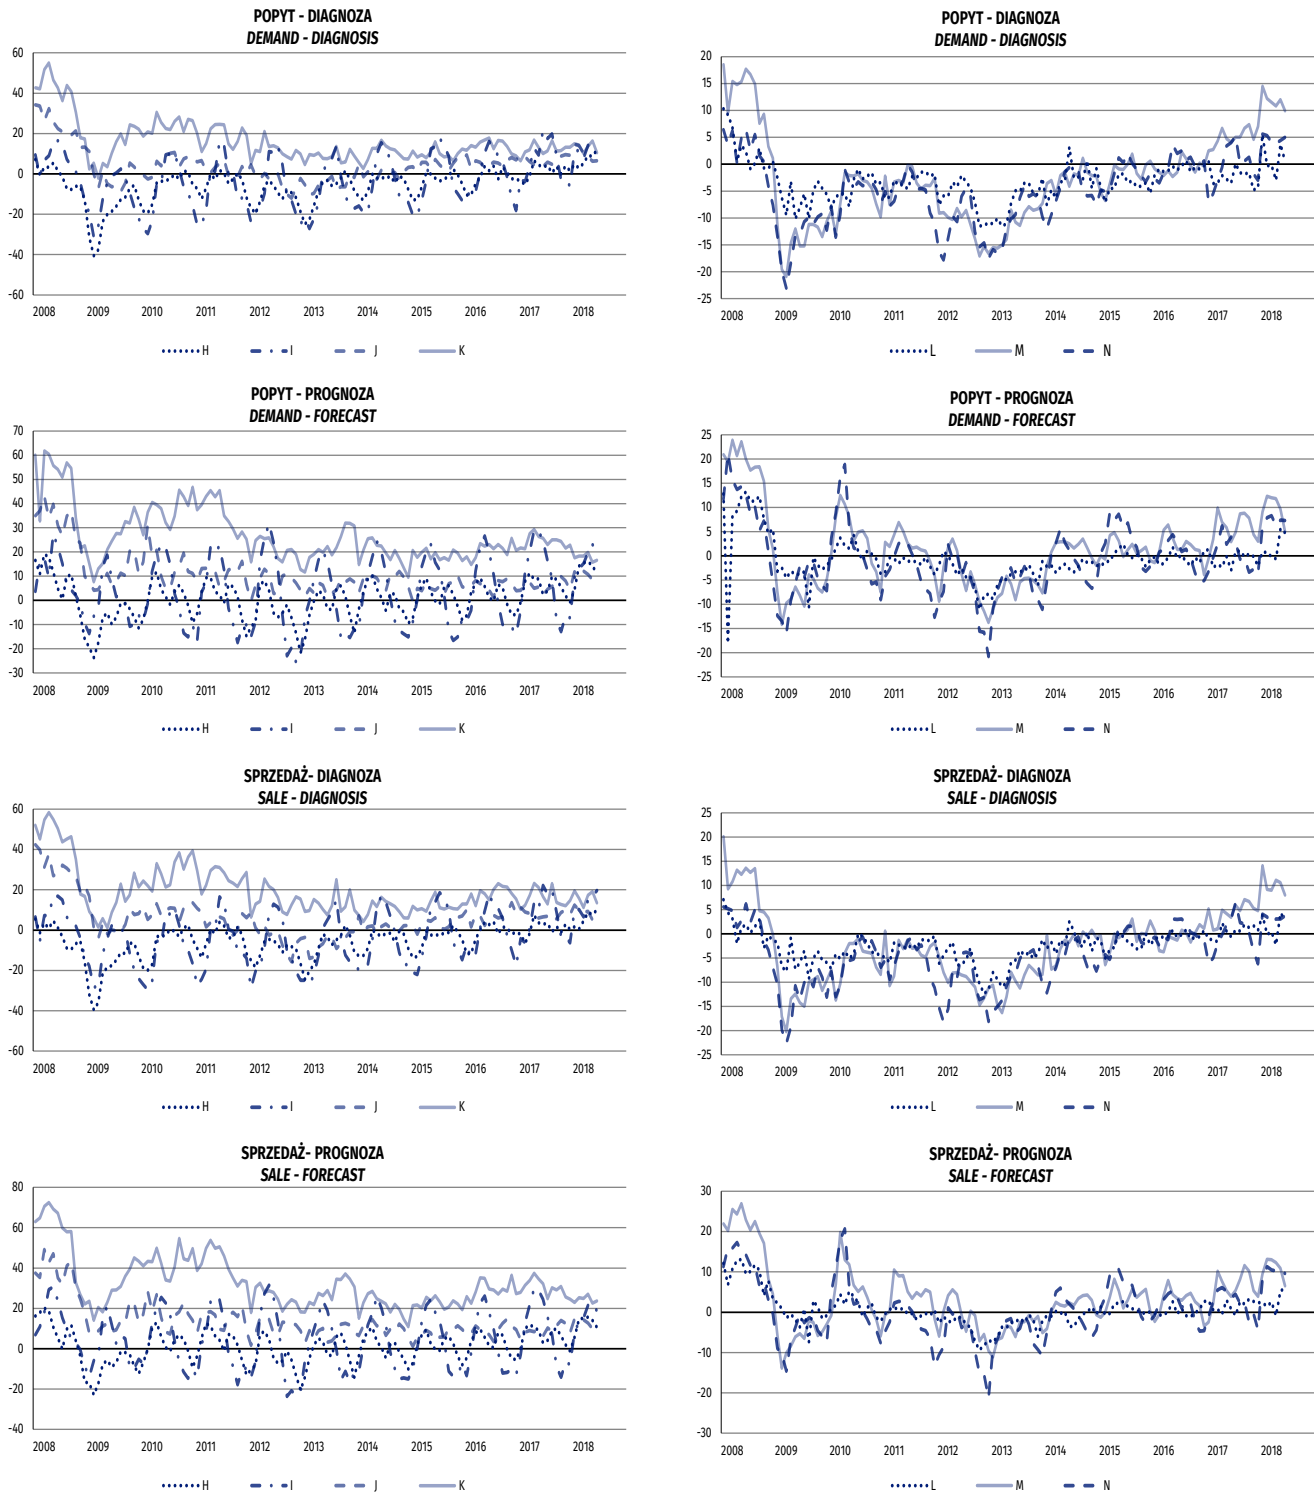 POPYT - DIAGNOZA
DEMAND - DIAGNOSIS
60
40
20
0
-20
-40
-60
2008 2009 2010 2011 2012 2013 2014 2015 2016 2017 2018
H I J K
POPYT - DIAGNOZA
DEMAND - DIAGNOSIS
20
15
10
5
0
-5
-10
-15
-20
-25
2008 2009 2010 2011 2012 2013 2014 2015 2016 2017 2018
L M N
POPYT - PROGNOZA
DEMAND - FORECAST
70
60
50
40
30
20
10
0
-10
-20
-30
2008 2009 2010 2011 2012 2013 2014 2015 2016 2017 2018
H I J K
POPYT - PROGNOZA
DEMAND - FORECAST
25
20
15
10
5
0
-5
-10
-15
-20
-25
2008 2009 2010 2011 2012 2013 2014 2015 2016 2017 2018
L M N
SPRZEDAŻ- DIAGNOZA
SALE - DIAGNOSIS
60
40
20
0
-20
-40
-60
2008 2009 2010 2011 2012 2013 2014 2015 2016 2017 2018
H I J K
SPRZEDAŻ- DIAGNOZA
SALE - DIAGNOSIS
25
20
15
10
5
0
-5
-10
-15
-20
-25
2008 2009 2010 2011 2012 2013 2014 2015 2016 2017 2018
L M N
SPRZEDAŻ- PROGNOZA
SALE - FORECAST
80
60
40
20
0
-20
-40
2008 2009 2010 2011 2012 2013 2014 2015 2016 2017 2018
H I J K
SPRZEDAŻ- PROGNOZA
SALE - FORECAST
30
20
10
0
-10
-20
-30
2008 2009 2010 2011 2012 2013 2014 2015 2016 2017 2018
L M N